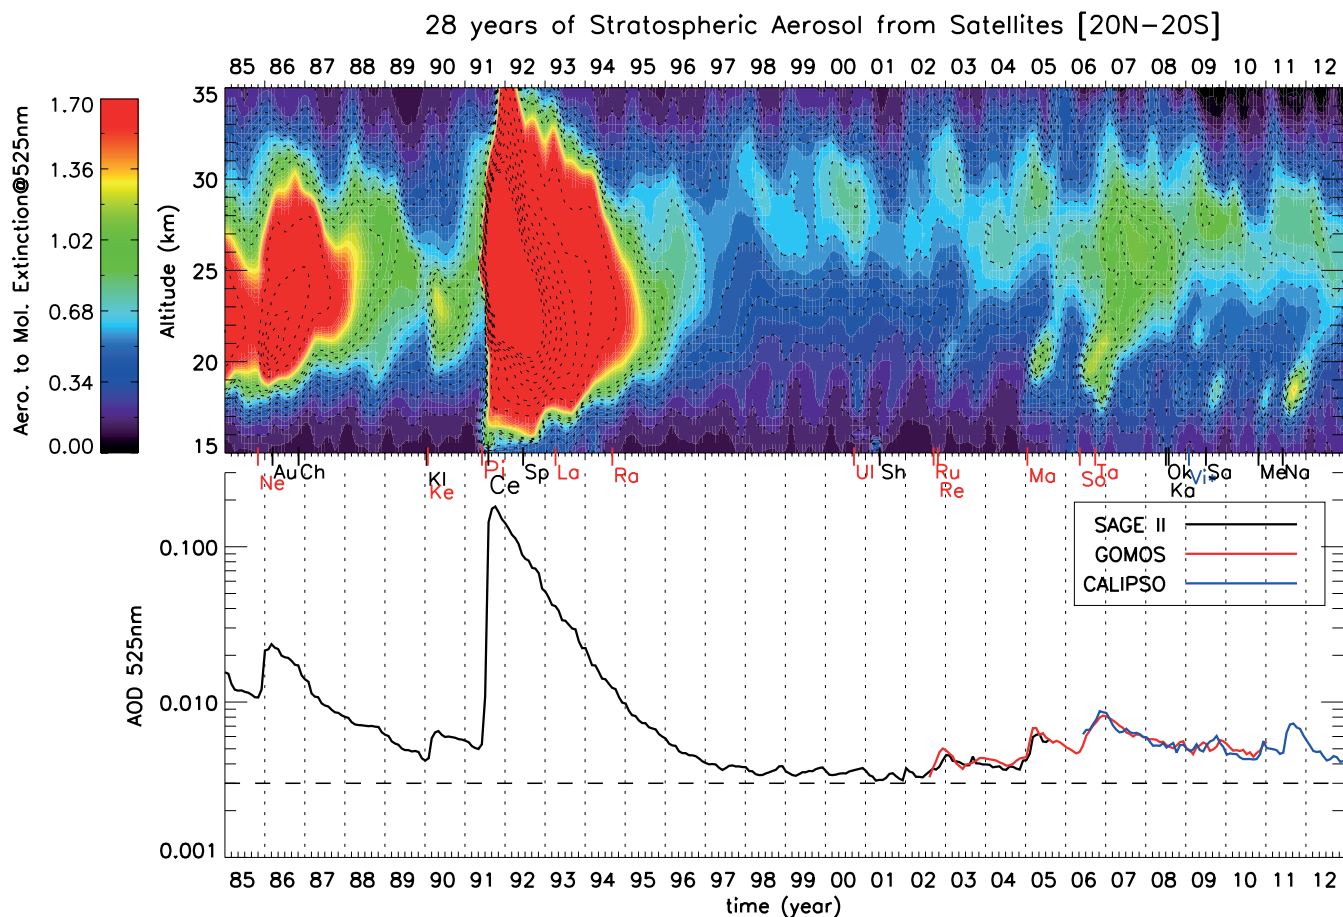 28 years of Stratospheric Aerosol from Satellites [20N−20S]
85 86 87 88 89 90 91 92 93 94 95 96 97 98 99 00 01 02 03 04 05 06 07 08 09 10 11 12
Aero. to Mol. Extinction@525nm
1.70
1.36
1.02
0.68
0.34
0.00
Altitude (km)
35
30
25
20
15
Ne Au Ch Kl Pi Sp La Ra Ul Sh Ru Ma So Ta Ok Vi+ Sa Me Na
Ke Ce Re Ka
AOD 525nm
0.100
0.010
0.001
SAGE II
GOMOS
CALIPSO
85 86 87 88 89 90 91 92 93 94 95 96 97 98 99 00 01 02 03 04 05 06 07 08 09 10 11 12
time (year)